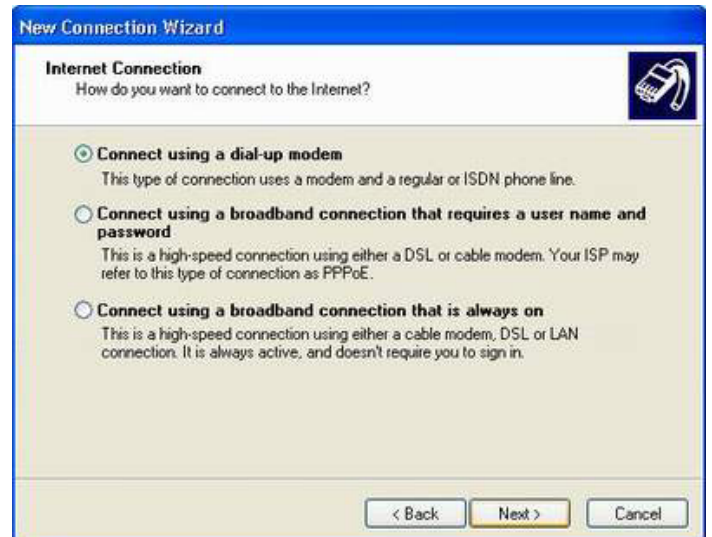 New Connection Wizard
Internet Connection
How do you want to connect to the Internet?
Connect using a dial-up modem
This type of connection uses a modem and a regular or ISDN phone line.
Connect using a broadband connection that requires a user name and
password
This is a high-speed connection using either a DSL or cable modem. Your ISP may
refer to this type of connection as PPPoE.
Connect using a broadband connection that is always on
This is a high-speed connection using either a cable modem, DSL or LAN
connection. It is always active, and doesn't require you to sign in.
< Back Next > Cancel